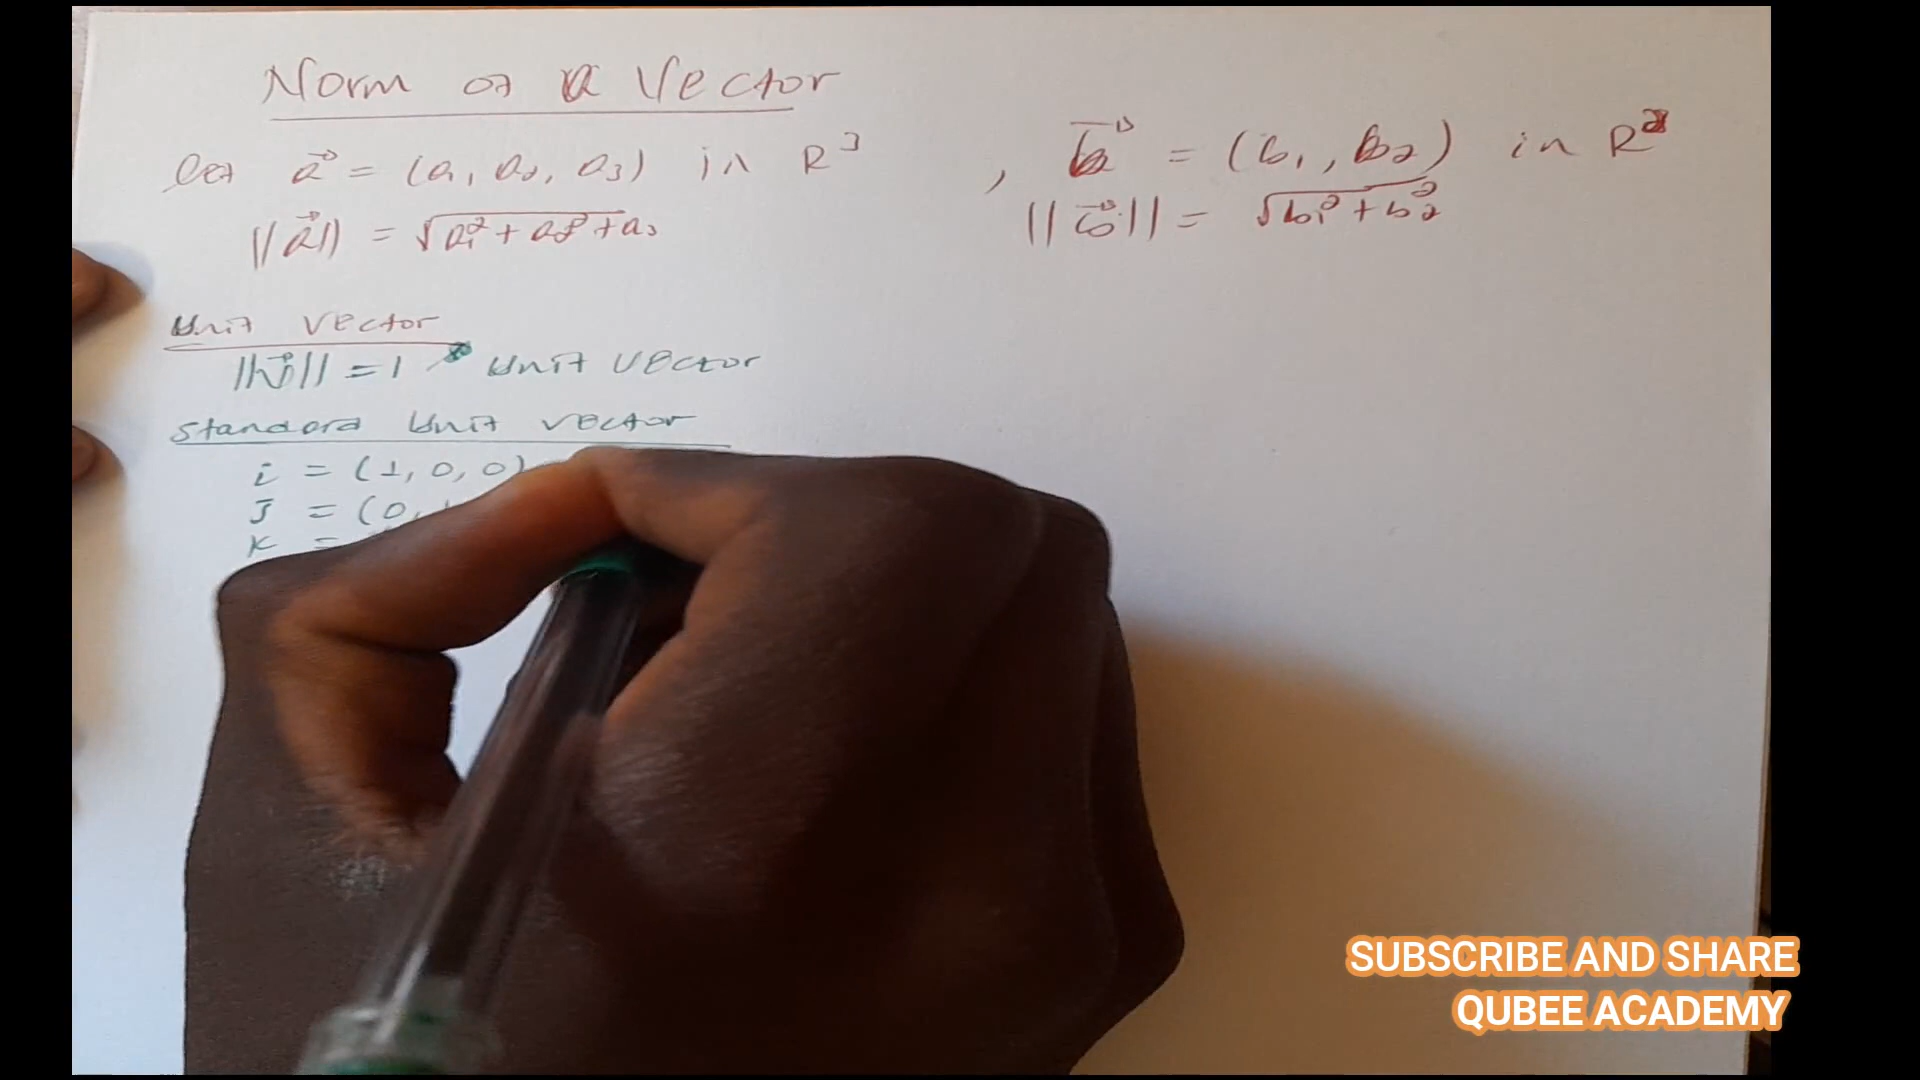 Norm of a Vector
let a⃗ = (a₁, a₂, a₃) in R³ , b⃗ = (b₁, b₂) in R²
||a⃗|| = √a₁² + a₂² + a₃ ||b⃗|| = √b₁² + b₂²
Unit Vector
|| ||= 1 Unit Vector
Standard Unit Vector
i = (1, 0, 0)
J = (0,
K =
SUBSCRIBE AND SHARE
QUBEE ACADEMY